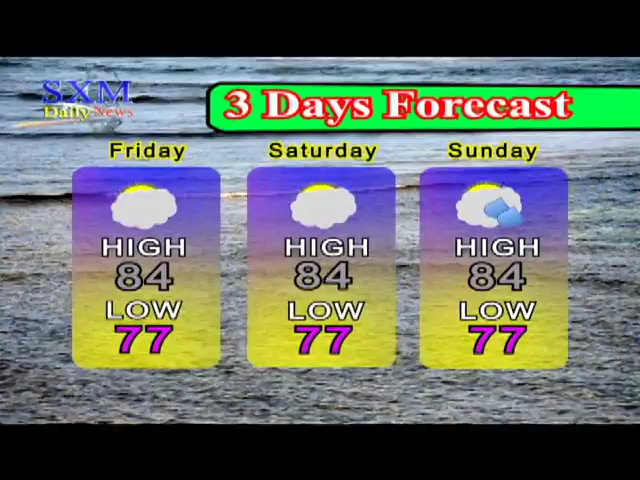 SXM
Daily News
3 Days Forecast
Friday Saturday Sunday
HIGH HIGH HIGH
84 84 84
LOW LOW LOW
77 77 77